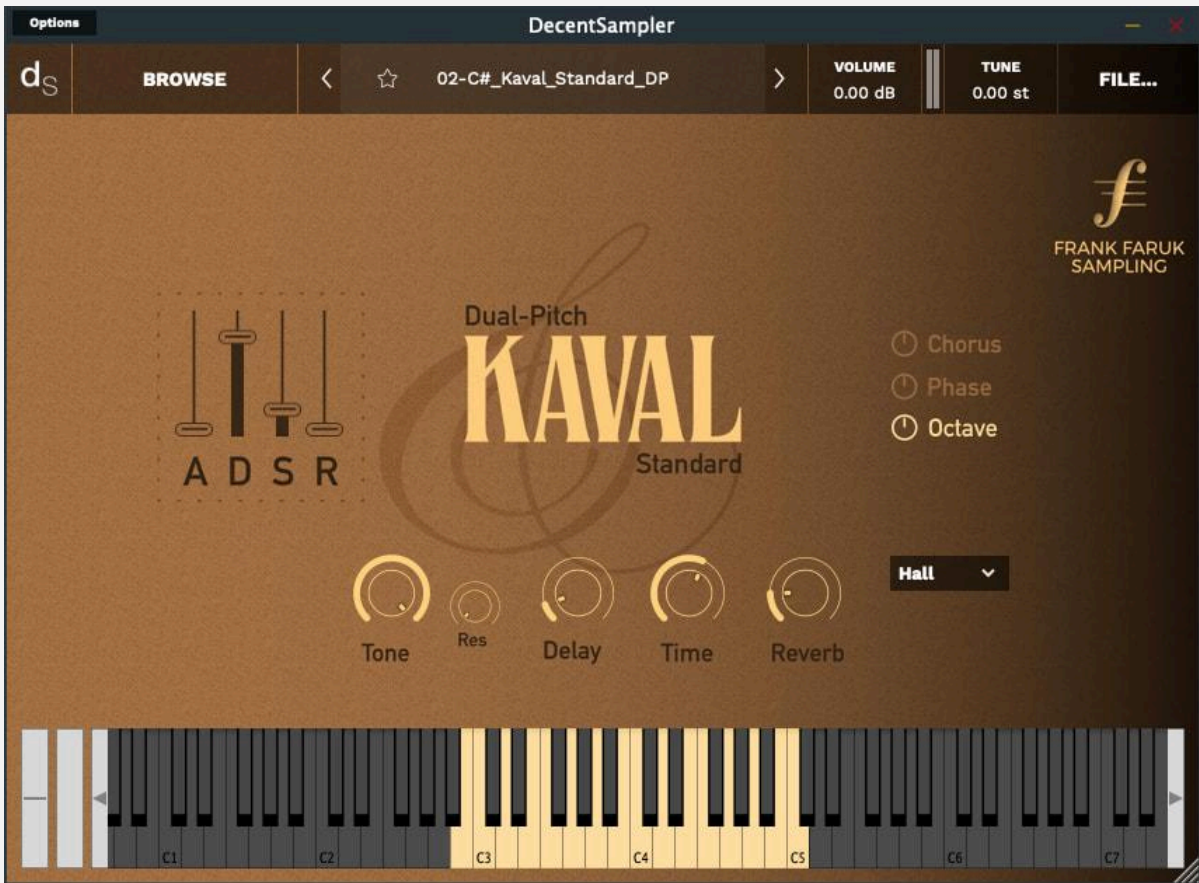 Options
DecentSampler
dS
BROWSE
02-C#_Kaval_Standard_DP
VOLUME
0.00 dB
TUNE
0.00 st
FILE...
FRANK FARUK
SAMPLING
Dual-Pitch
KAVAL
Standard
A D S R
Chorus
Phase
Octave
Hall
Tone
Res
Delay
Time
Reverb
C1 C2 C3 C4 C5 C6 C7